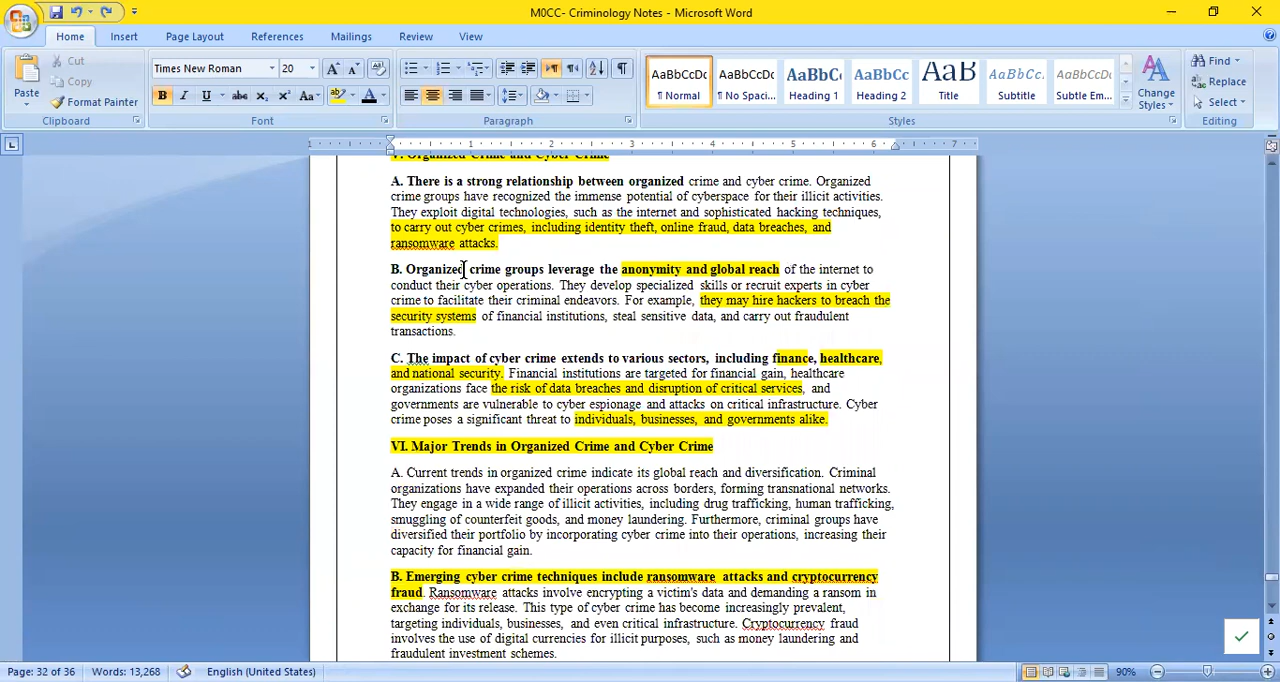 M0CC- Criminology Notes - Microsoft Word
Home Insert Page Layout References Mailings Review View
Paste Cut Copy Format Painter Clipboard
Times New Roman 20 Font
Paragraph
AaBbCcDc ¶ Normal
AaBbCcDc ¶ No Spaci...
AaBbCc Heading 1
AaBbCc Heading 2
AaB Title
AaBbCc. Subtitle
AaBbCcDc Subtle Em...
Change Styles
Styles
Find Replace Select Editing
1 1 2 3 4 5 6 7
V. Organized Crime and Cyber Crime
A. There is a strong relationship between organized crime and cyber crime. Organized
crime groups have recognized the immense potential of cyberspace for their illicit activities.
They exploit digital technologies, such as the internet and sophisticated hacking techniques,
to carry out cyber crimes, including identity theft, online fraud, data breaches, and
ransomware attacks.
B. Organized crime groups leverage the anonymity and global reach of the internet to
conduct their cyber operations. They develop specialized skills or recruit experts in cyber
crime to facilitate their criminal endeavors. For example, they may hire hackers to breach the
security systems of financial institutions, steal sensitive data, and carry out fraudulent
transactions.
C. The impact of cyber crime extends to various sectors, including finance, healthcare,
and national security. Financial institutions are targeted for financial gain, healthcare
organizations face the risk of data breaches and disruption of critical services, and
governments are vulnerable to cyber espionage and attacks on critical infrastructure. Cyber
crime poses a significant threat to individuals, businesses, and governments alike.
VI. Major Trends in Organized Crime and Cyber Crime
A. Current trends in organized crime indicate its global reach and diversification. Criminal
organizations have expanded their operations across borders, forming transnational networks.
They engage in a wide range of illicit activities, including drug trafficking, human trafficking,
smuggling of counterfeit goods, and money laundering. Furthermore, criminal groups have
diversified their portfolio by incorporating cyber crime into their operations, increasing their
capacity for financial gain.
B. Emerging cyber crime techniques include ransomware attacks and cryptocurrency
fraud. Ransomware attacks involve encrypting a victim's data and demanding a ransom in
exchange for its release. This type of cyber crime has become increasingly prevalent,
targeting individuals, businesses, and even critical infrastructure. Cryptocurrency fraud
involves the use of digital currencies for illicit purposes, such as money laundering and
fraudulent investment schemes.
Page: 32 of 36 Words: 13,268 English (United States) 90%